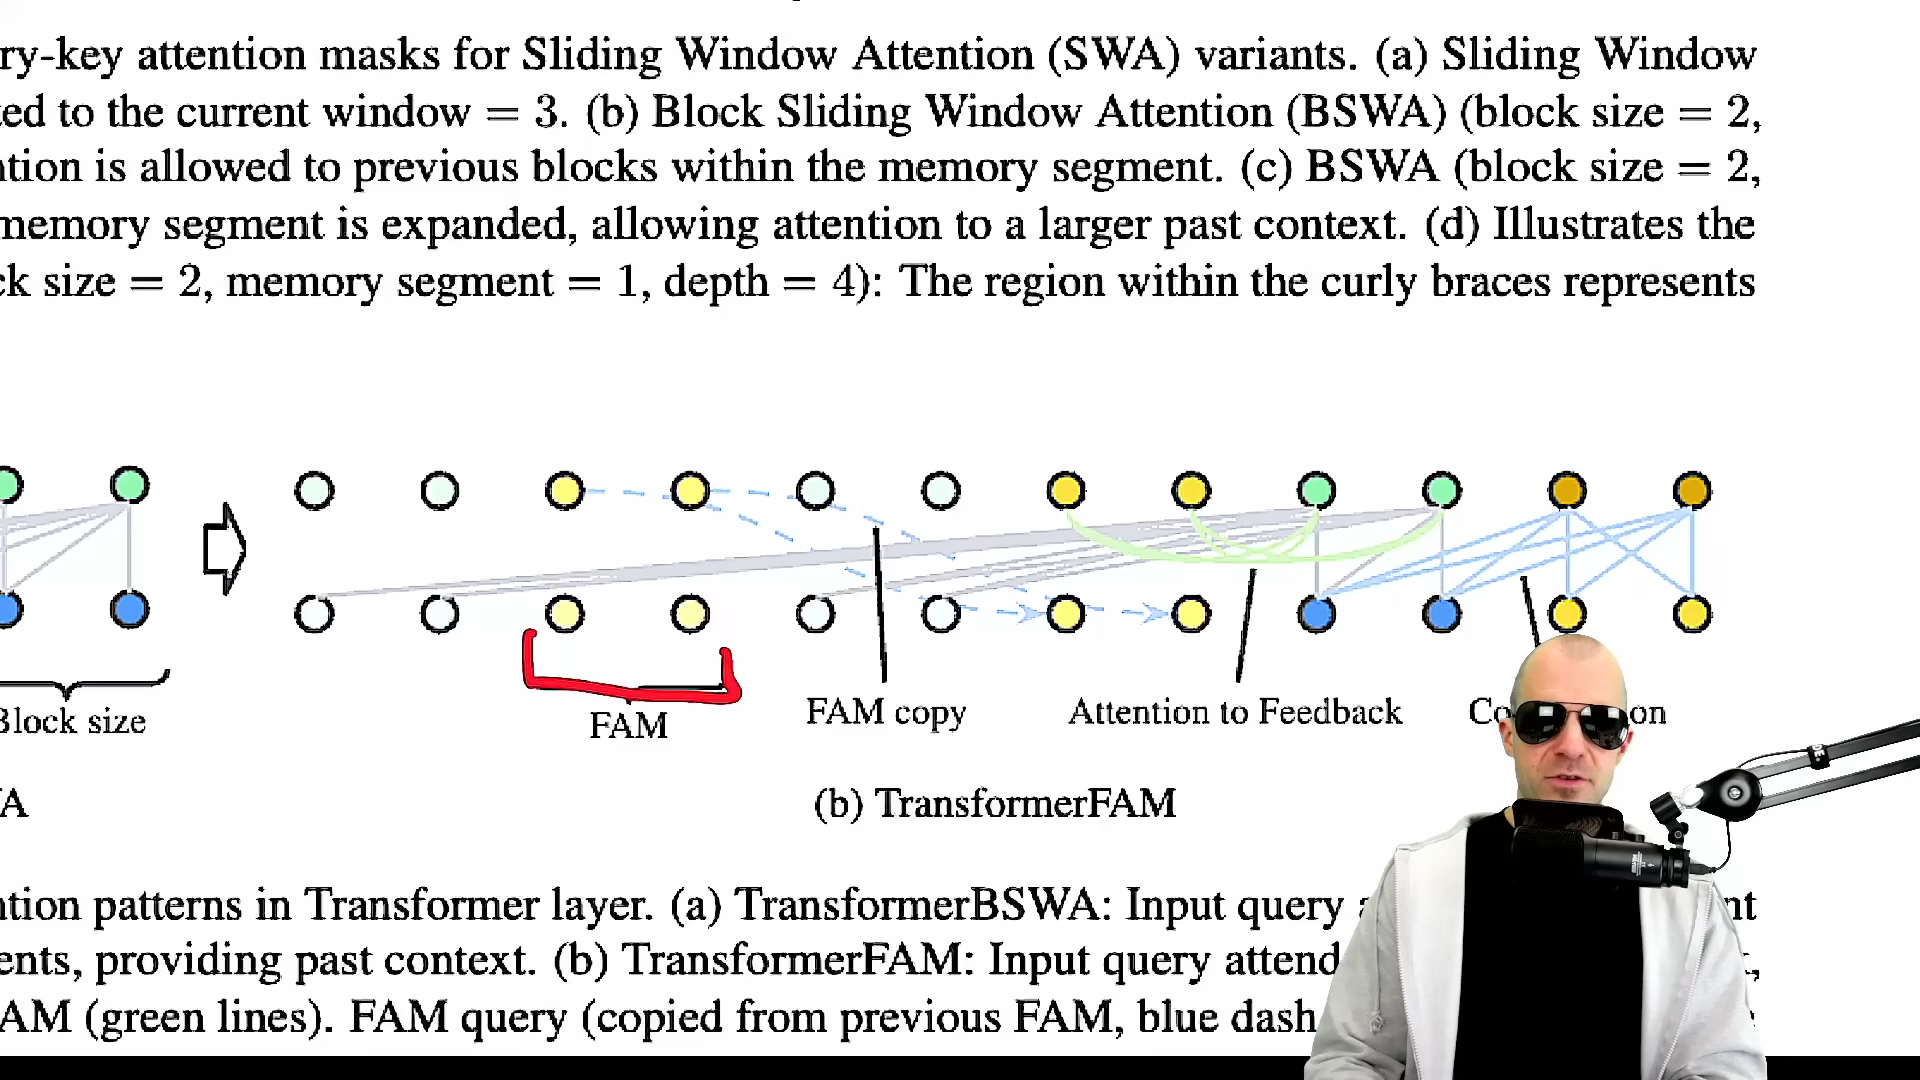 ry-key attention masks for Sliding Window Attention (SWA) variants. (a) Sliding Window
ed to the current window = 3. (b) Block Sliding Window Attention (BSWA) (block size = 2,
tion is allowed to previous blocks within the memory segment. (c) BSWA (block size = 2,
memory segment is expanded, allowing attention to a larger past context. (d) Illustrates the
ck size = 2, memory segment = 1, depth = 4): The region within the curly braces represents
Block size
FAM
FAM copy
Attention to Feedback
Co on
A
(b) TransformerFAM
ntion patterns in Transformer layer. (a) TransformerBSWA: Input query nt
ents, providing past context. (b) TransformerFAM: Input query attend
AM (green lines). FAM query (copied from previous FAM, blue dash